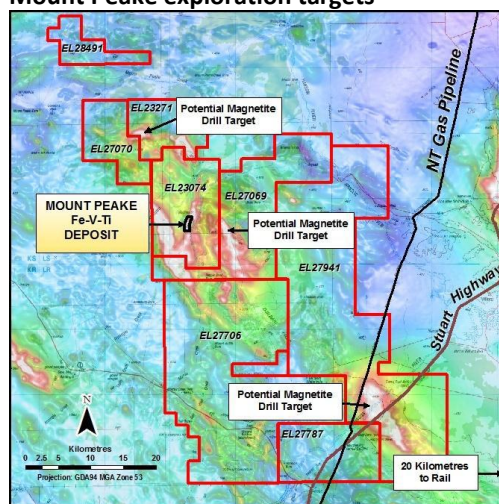 Mount Peake exploration targets
EL28491
EL23271
Potential Magnetite
Drill Target
EL27070
EL23074
EL27069
MOUNT PEAKE
Fe-V-Ti
DEPOSIT
Potential Magnetite
Drill Target
EL27941
NT Gas Pipeline
Stuart Highway
EL27706
Potential Magnetite
Drill Target
EL27787
N
Kilometres
0 2.5 5 10 15 20
Projection: GDA94 MGA Zone 53
20 Kilometres
to Rail